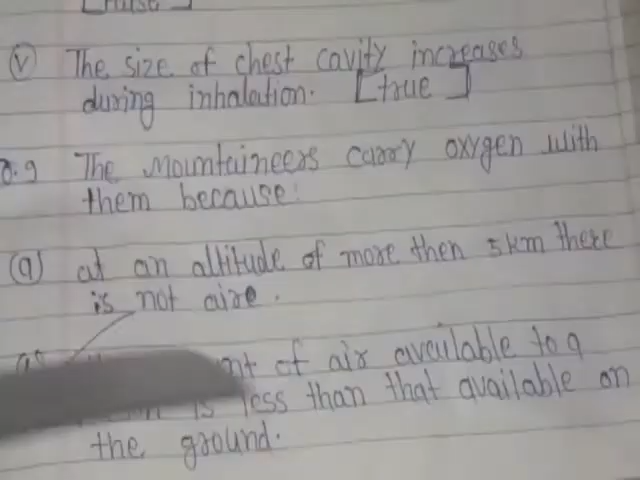 [False]
(v) The size of chest cavity increases
during inhalation. [true]
Q.9 The Mountaineers carry oxygen with
them because:
(a) at an altitude of more then 5 km there
is not aire.
of air available to a
is less than that available on
the ground.